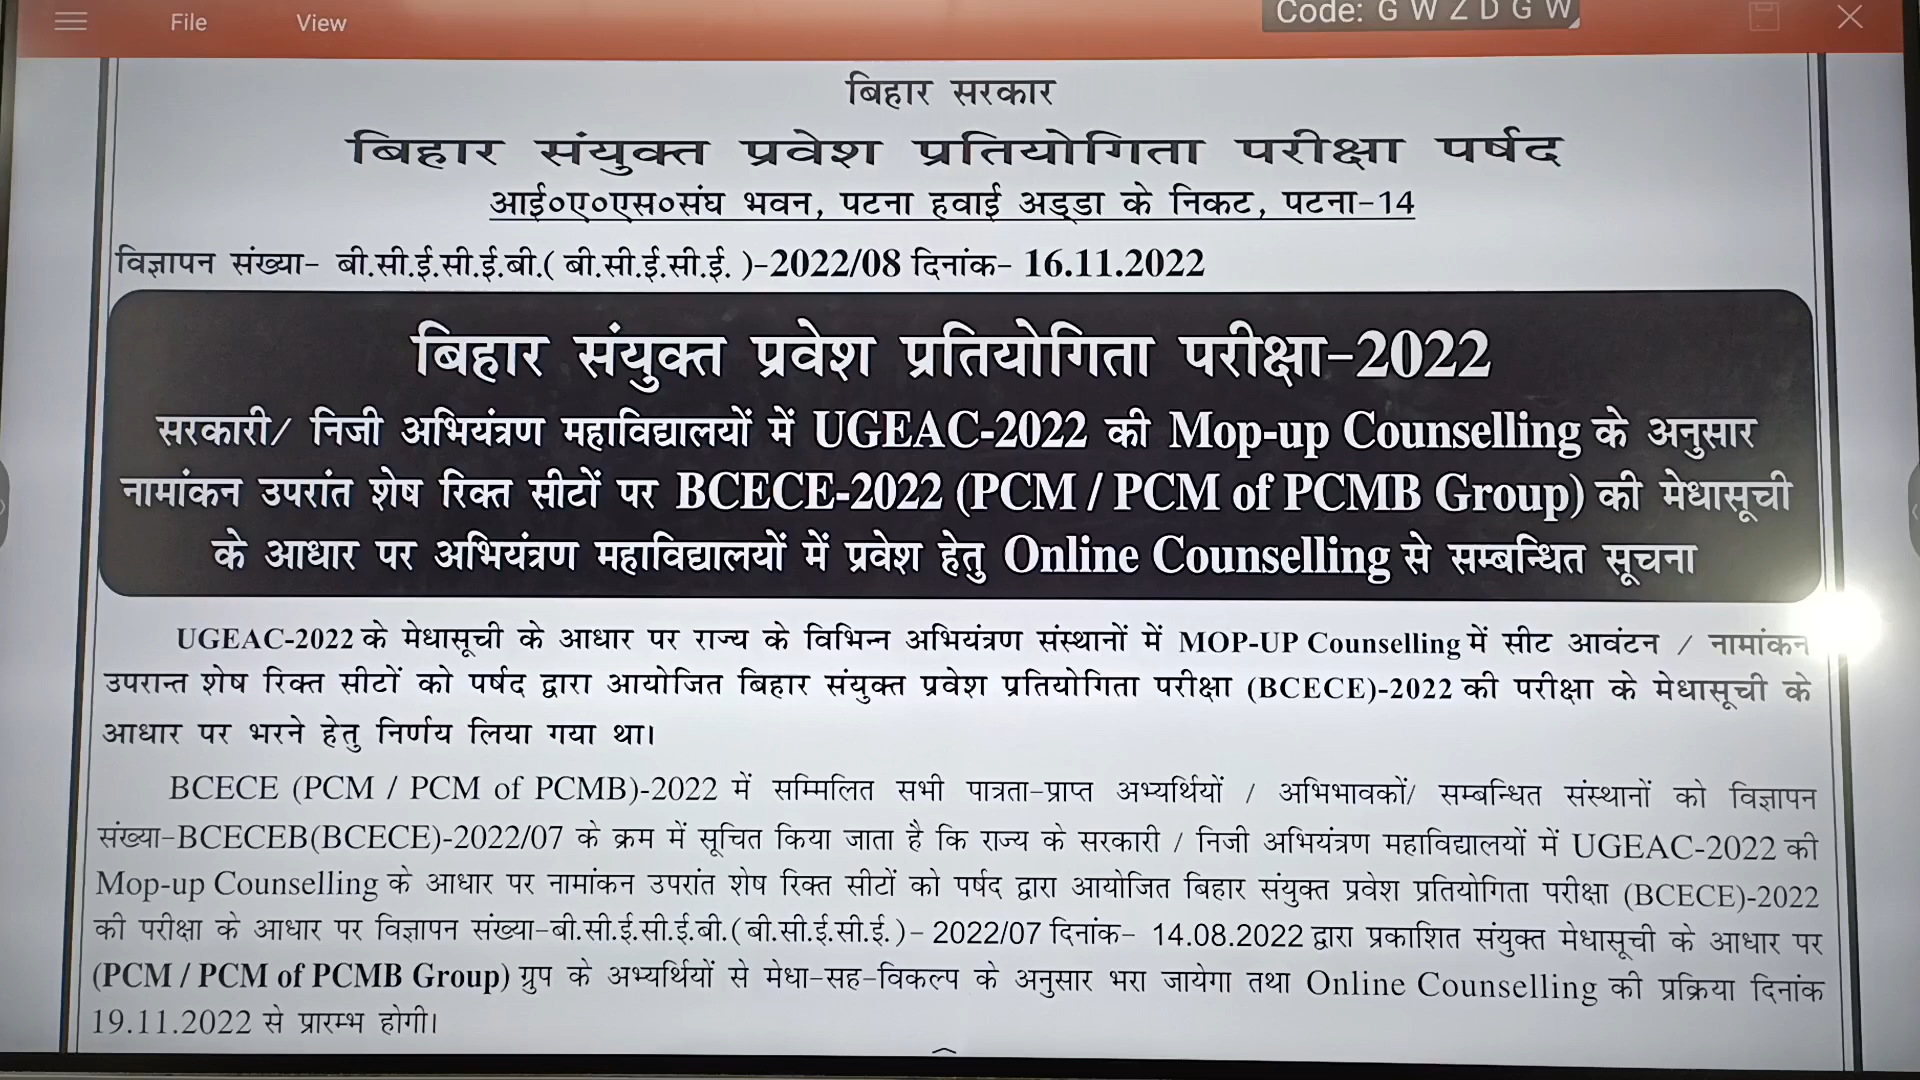 File View Code: G W Z D G W
बिहार सरकार
बिहार संयुक्त प्रवेश प्रतियोगिता परीक्षा पर्षद
आई०ए०एस०संघ भवन, पटना हवाई अड्डा के निकट, पटना-14
विज्ञापन संख्या- बी.सी.ई.सी.ई.बी.( बी.सी.ई.सी.ई. )-2022/08 दिनांक- 16.11.2022
बिहार संयुक्त प्रवेश प्रतियोगिता परीक्षा-2022
सरकारी/ निजी अभियंत्रण महाविद्यालयों में UGEAC-2022 की Mop-up Counselling के अनुसार
नामांकन उपरांत शेष रिक्त सीटों पर BCECE-2022 (PCM / PCM of PCMB Group) की मेधासूची
के आधार पर अभियंत्रण महाविद्यालयों में प्रवेश हेतु Online Counselling से सम्बन्धित सूचना
UGEAC-2022 के मेधासूची के आधार पर राज्य के विभिन्न अभियंत्रण संस्थानों में MOP-UP Counselling में सीट आवंटन / नामांकन
उपरान्त शेष रिक्त सीटों को पर्षद द्वारा आयोजित बिहार संयुक्त प्रवेश प्रतियोगिता परीक्षा (BCECE)-2022 की परीक्षा के मेधासूची के
आधार पर भरने हेतु निर्णय लिया गया था।
BCECE (PCM / PCM of PCMB)-2022 में सम्मिलित सभी पात्रता-प्राप्त अभ्यर्थियों / अभिभावकों/ सम्बन्धित संस्थानों को विज्ञापन
संख्या-BCECEB(BCECE)-2022/07 के क्रम में सूचित किया जाता है कि राज्य के सरकारी / निजी अभियंत्रण महाविद्यालयों में UGEAC-2022 की
Mop-up Counselling के आधार पर नामांकन उपरांत शेष रिक्त सीटों को पर्षद द्वारा आयोजित बिहार संयुक्त प्रवेश प्रतियोगिता परीक्षा (BCECE)-2022
की परीक्षा के आधार पर विज्ञापन संख्या-बी.सी.ई.सी.ई.बी.(बी.सी.ई.सी.ई.)- 2022/07 दिनांक- 14.08.2022 द्वारा प्रकाशित संयुक्त मेधासूची के आधार पर
(PCM / PCM of PCMB Group) ग्रुप के अभ्यर्थियों से मेधा-सह-विकल्प के अनुसार भरा जायेगा तथा Online Counselling की प्रक्रिया दिनांक
19.11.2022 से प्रारम्भ होगी।